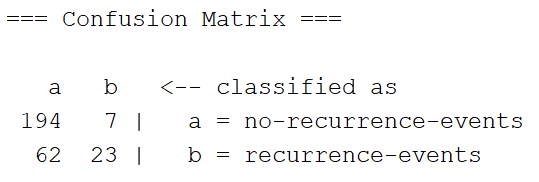 === Confusion Matrix ===
a b <-- classified as
194 7 | a = no-recurrence-events
62 23 | b = recurrence-events